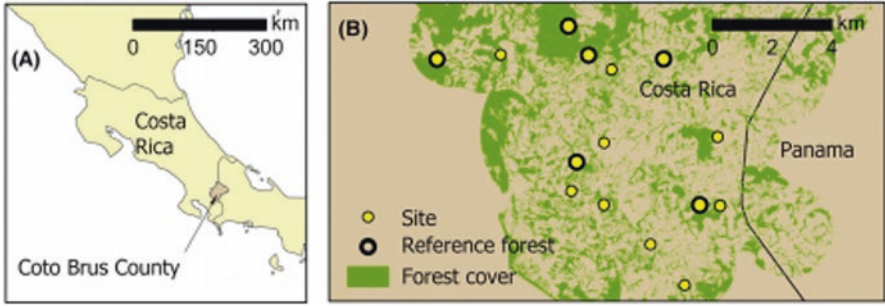 (A)
km
0 150 300
Costa
Rica
Coto Brus County
(B)
km
0 2 4
Costa Rica
Panama
Site
Reference forest
Forest cover